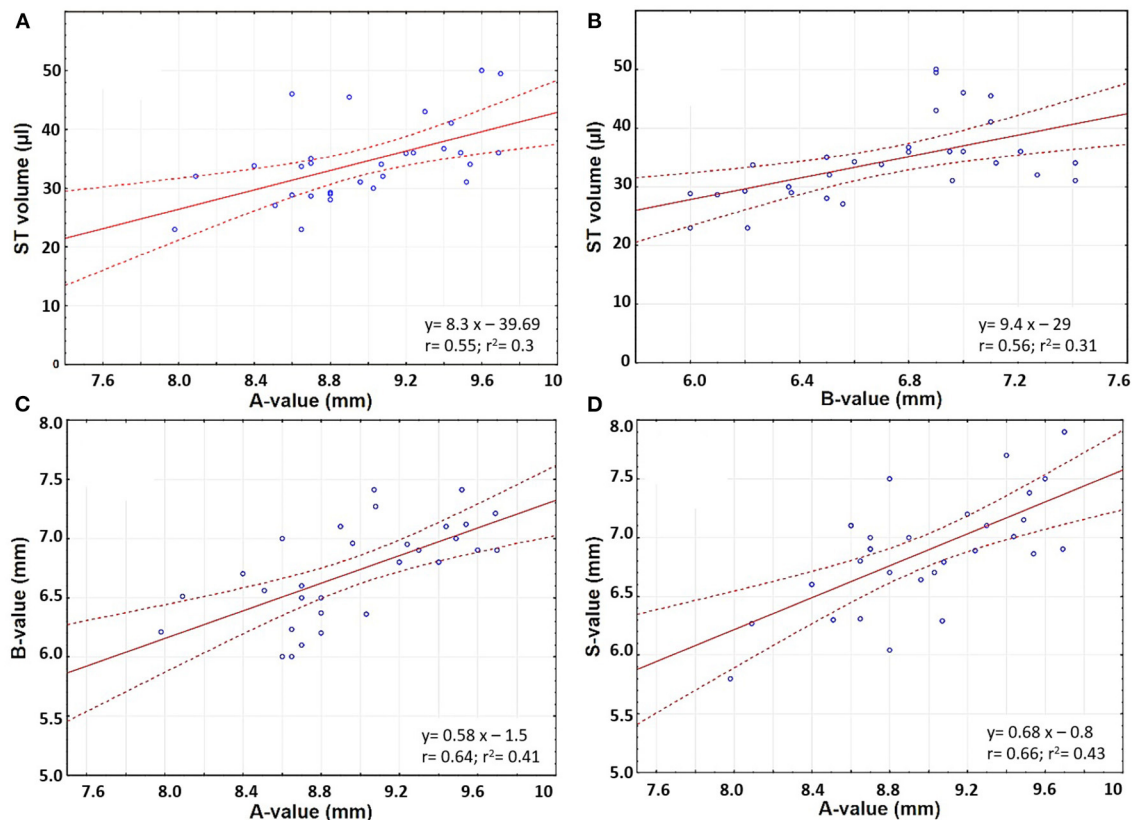 A
ST volume (µl)
60
50
40
30
20
10
0
y= 8.3 x – 39.69
r= 0.55; r² = 0.3
7.6 8.0 8.4 8.8 9.2 9.6 10
A-value (mm)
B
ST volume (µl)
60
50
40
30
20
10
0
y= 9.4 x – 29
r= 0.56; r² = 0.31
6.0 6.4 6.8 7.2 7.6
B-value (mm)
C
B-value (mm)
8.0
7.5
7.0
6.5
6.0
5.5
5.0
y= 0.58 x – 1.5
r= 0.64; r² = 0.41
7.6 8.0 8.4 8.8 9.2 9.6 10
A-value (mm)
D
S-value (mm)
8.0
7.5
7.0
6.5
6.0
5.5
5.0
y= 0.68 x – 0.8
r= 0.66; r² = 0.43
7.6 8.0 8.4 8.8 9.2 9.6 10
A-value (mm)